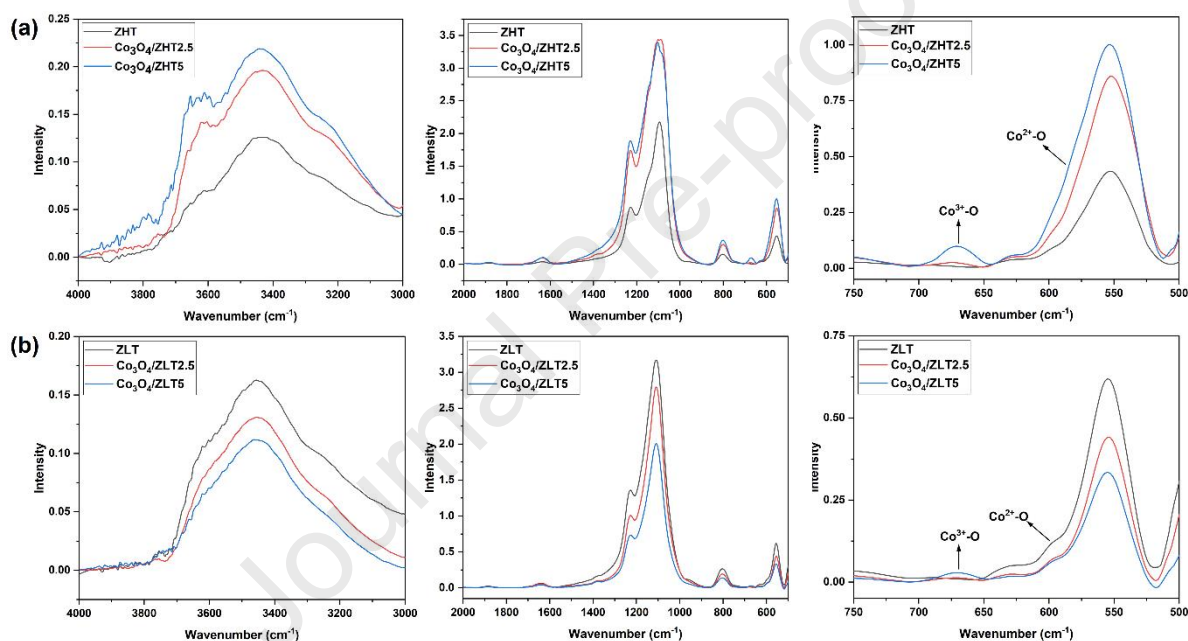 (a)
ZHT
Co₃O₄/ZHT2.5
Co₃O₄/ZHT5
Intensity
0.25
0.20
0.15
0.10
0.05
0.00
4000 3800 3600 3400 3200 3000
Wavenumber (cm⁻¹)
ZHT
Co₃O₄/ZHT2.5
Co₃O₄/ZHT5
Intensity
4.0
3.5
3.0
2.5
2.0
1.5
1.0
0.5
0.0
2000 1800 1600 1400 1200 1000 800 600
Wavenumber (cm⁻¹)
ZHT
Co₃O₄/ZHT2.5
Co₃O₄/ZHT5
Co²⁺-O
Co³⁺-O
Intensity
1.00
0.75
0.50
0.25
0.00
750 700 650 600 550 500
Wavenumber (cm⁻¹)
(b)
ZLT
Co₃O₄/ZLT2.5
Co₃O₄/ZLT5
Intensity
0.20
0.15
0.10
0.05
0.00
4000 3800 3600 3400 3200 3000
Wavenumber (cm⁻¹)
ZLT
Co₃O₄/ZLT2.5
Co₃O₄/ZLT5
Intensity
3.5
3.0
2.5
2.0
1.5
1.0
0.5
0.0
2000 1800 1600 1400 1200 1000 800 600
Wavenumber (cm⁻¹)
ZLT
Co₃O₄/ZLT2.5
Co₃O₄/ZLT5
Co²⁺-O
Co³⁺-O
Intensity
0.75
0.50
0.25
0.00
750 700 650 600 550 500
Wavenumber (cm⁻¹)
Journal Pre-proo